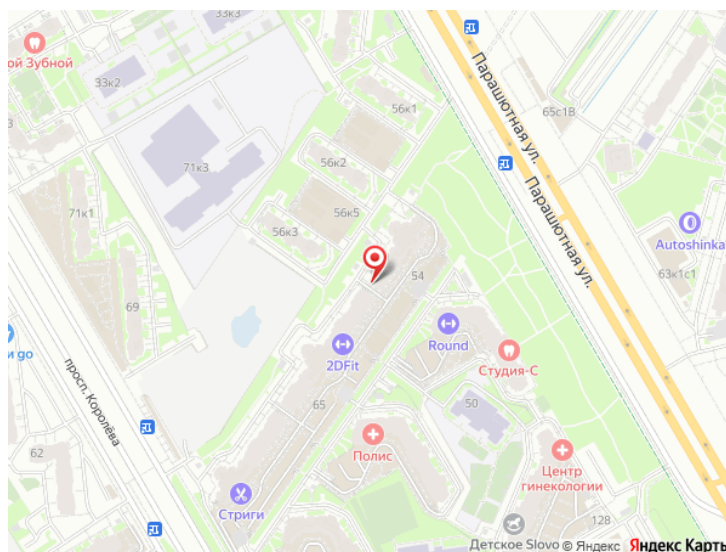 33к3
ой Зубной
33к2
56к1
Парашютная ул.
65с1В
56к2
71к3
Парашютная ул.
71к1
56к5
56к3
Autoshinka
54
63к1с1
69
и go
2DFit
Round
Студия-С
просп. Королёва
65
50
62
Полис
Центр
гинекологии
Стриги
128
Детское Slovo
© Яндекс
Яндекс Карты